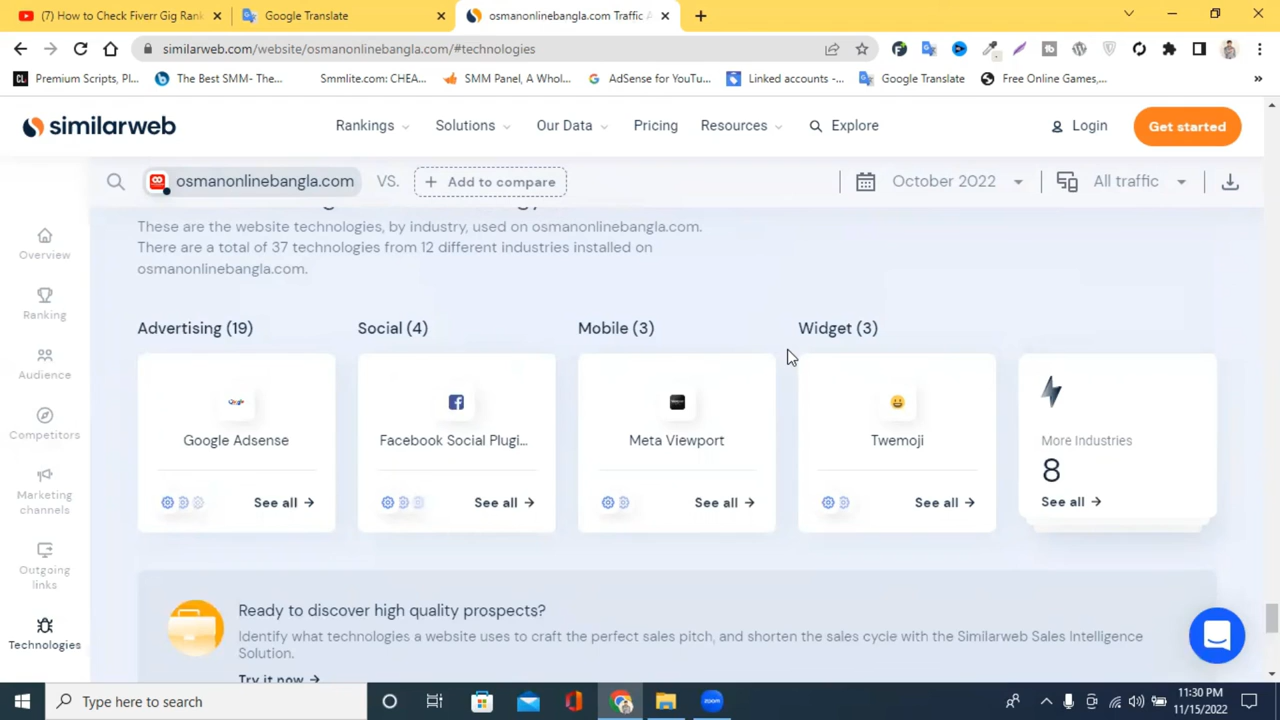 (7) How to Check Fiverr Gig Rank
Google Translate
osmanonlinebangla.com Traffic A
similarweb.com/website/osmanonlinebangla.com/#technologies
Premium Scripts, Pl...
The Best SMM- The...
Smmlite.com: CHEA...
SMM Panel, A Whol...
AdSense for YouTu...
Linked accounts -...
Google Translate
Free Online Games,...
»
similarweb
Rankings
Solutions
Our Data
Pricing
Resources
Explore
Login
Get started
osmanonlinebangla.com
VS.
+ Add to compare
October 2022
All traffic
These are the website technologies, by industry, used on osmanonlinebangla.com.
There are a total of 37 technologies from 12 different industries installed on
osmanonlinebangla.com.
Overview
Ranking
Audience
Competitors
Marketing
channels
Outgoing
links
Technologies
Advertising (19)
Social (4)
Mobile (3)
Widget (3)
Google Adsense
Facebook Social Plugi...
Meta Viewport
Twemoji
More Industries
8
See all →
See all →
See all →
See all →
See all →
Ready to discover high quality prospects?
Identify what technologies a website uses to craft the perfect sales pitch, and shorten the sales cycle with the Similarweb Sales Intelligence
Solution.
Try it now →
Type here to search
zoom
11:30 PM
11/15/2022